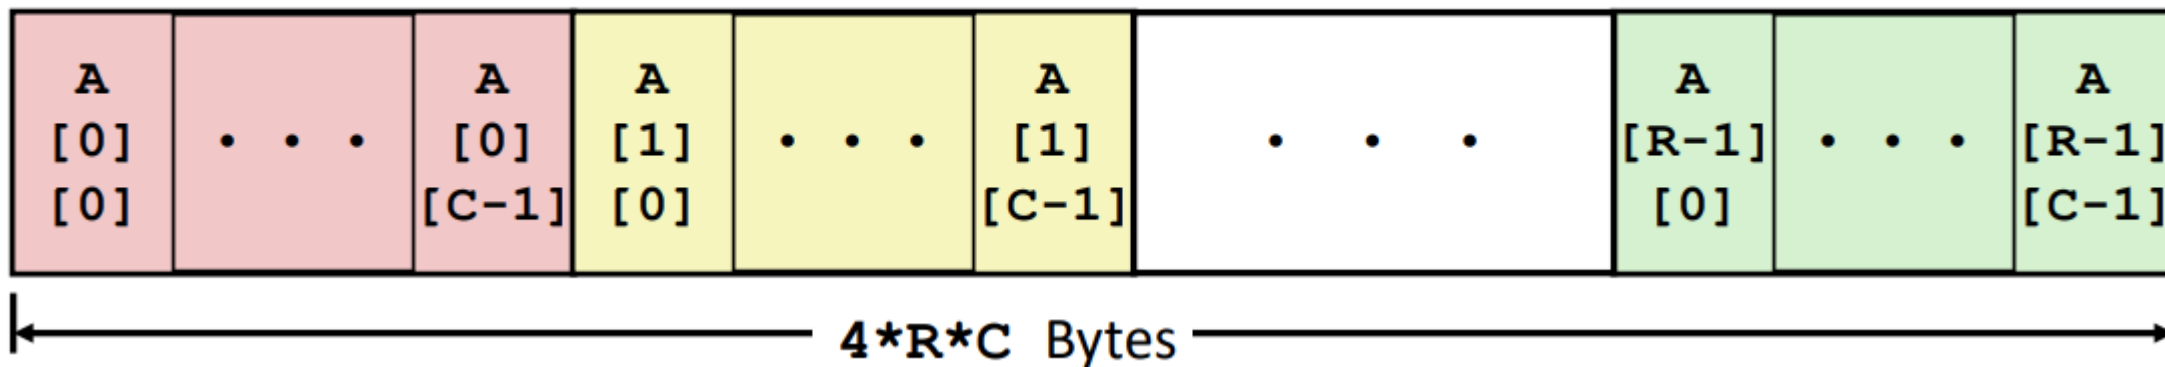 A
[0]
[0]
• • •
A
[0]
[C-1]
A
[1]
[0]
• • •
A
[1]
[C-1]
• • •
A
[R-1]
[0]
• • •
A
[R-1]
[C-1]
4*R*C Bytes